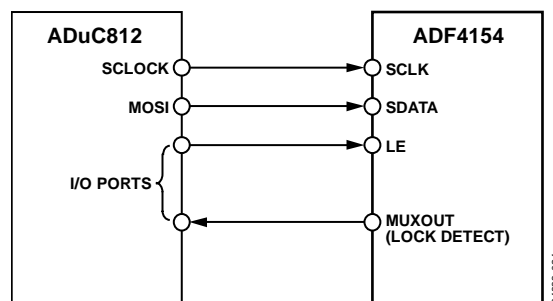 ADuC812
ADF4154
SCLOCK
SCLK
MOSI
SDATA
LE
I/O PORTS
MUXOUT
(LOCK DETECT)